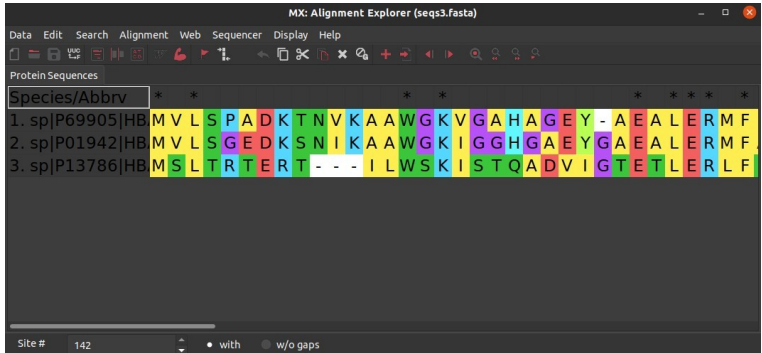 MX: Alignment Explorer (seqs3.fasta)
Data Edit Search Alignment Web Sequencer Display Help
UUC
Protein Sequences
Species/Abbrv * * * * * * * * *
1. sp|P69905|HB M V L S P A D K T N V K A A W G K V G A H A G E Y - A E A L E R M F
2. sp|P01942|HB M V L S G E D K S N I K A A W G K I G G H G A E Y G A E A L E R M F
3. sp|P13786|HB M S L T R T E R T - - - I L W S K I S T Q A D V I G T E T L E R L F
Site # 142 with w/o gaps